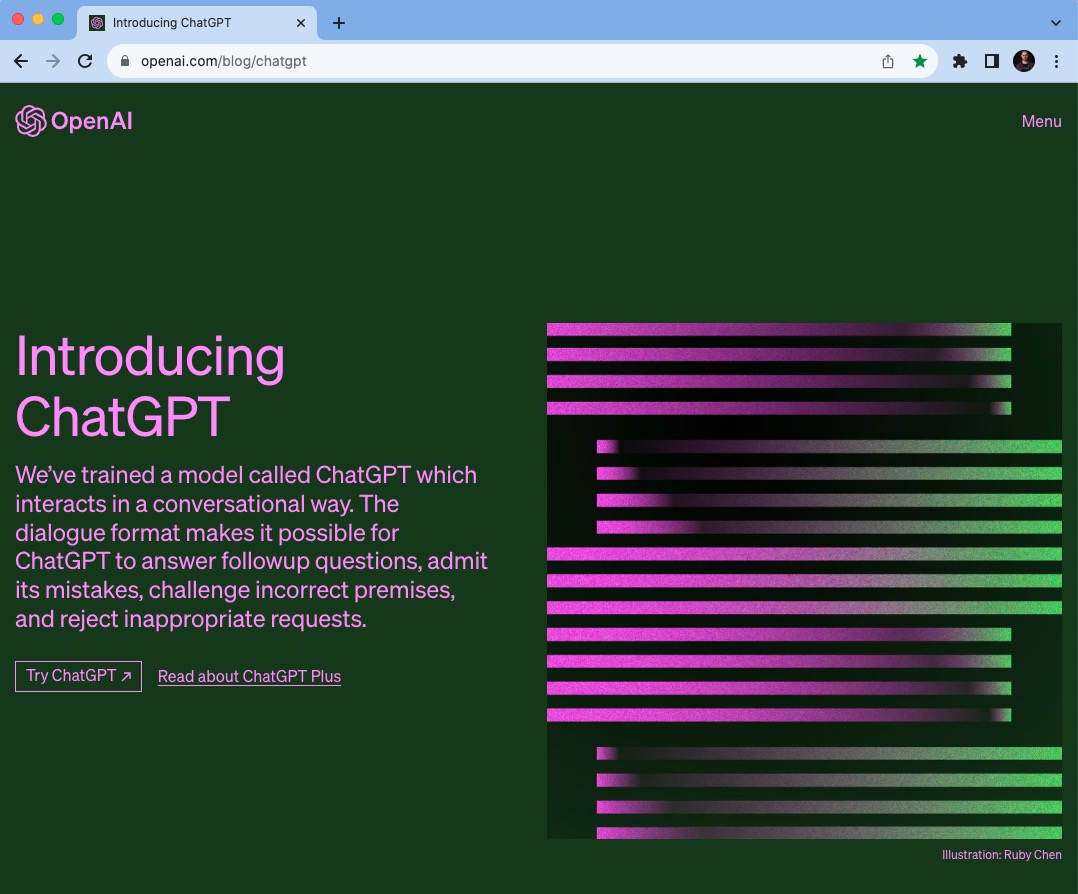 Introducing ChatGPT
openai.com/blog/chatgpt
OpenAI
Menu
Introducing
ChatGPT
We’ve trained a model called ChatGPT which
interacts in a conversational way. The
dialogue format makes it possible for
ChatGPT to answer followup questions, admit
its mistakes, challenge incorrect premises,
and reject inappropriate requests.
Try ChatGPT ↗
Read about ChatGPT Plus
Illustration: Ruby Chen